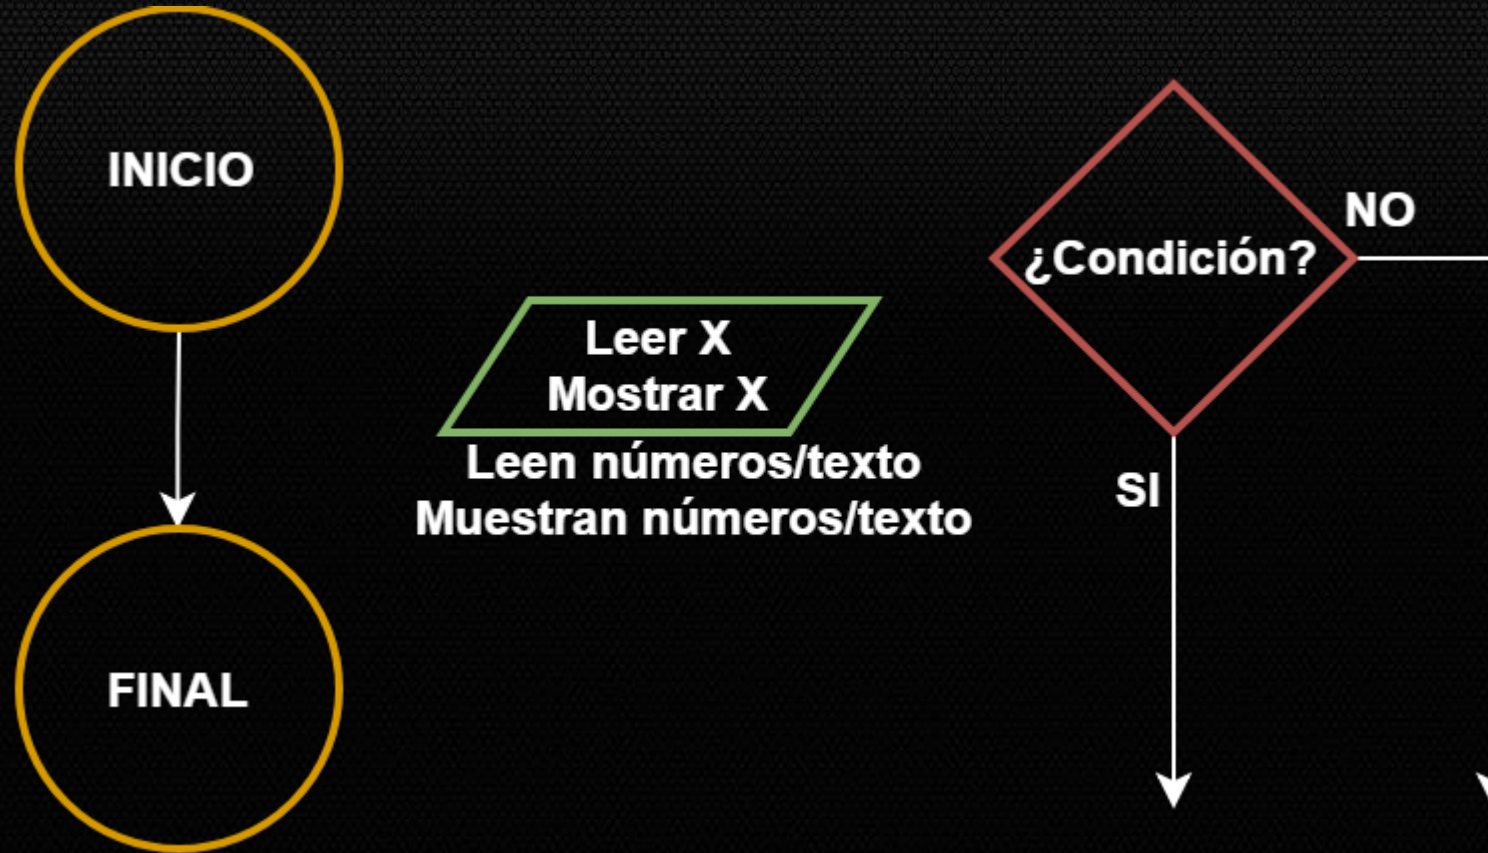 INICIO
FINAL
Leer X
Mostrar X
Leen números/texto
Muestran números/texto
¿Condición?
NO
SI